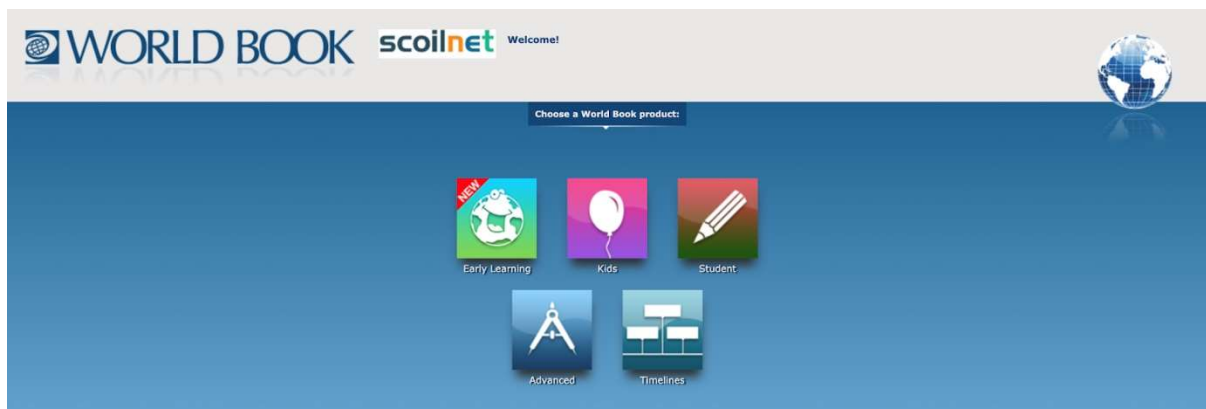 WORLD BOOK scoilnet Welcome!
Choose a World Book product:
NEW
Early Learning Kids Student
Advanced Timelines